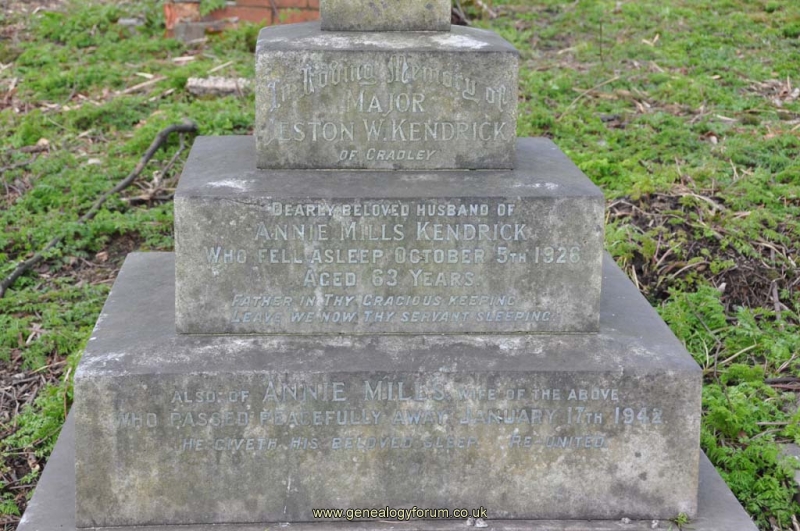 In Loving Memory of
MAJOR
WESTON W. KENDRICK
OF CRADLEY
DEARLY BELOVED HUSBAND OF
ANNIE MILLS KENDRICK
WHO FELL ASLEEP OCTOBER 5TH 1928
AGED 63 YEARS.
FATHER IN THY GRACIOUS KEEPING
LEAVE WE NOW THY SERVANT SLEEPING.
ALSO OF ANNIE MILLS WIFE OF THE ABOVE
WHO PASSED PEACEFULLY AWAY JANUARY 17TH 1942
HE GIVETH HIS BELOVED SLEEP RE-UNITED
www.genealogyforum.co.uk